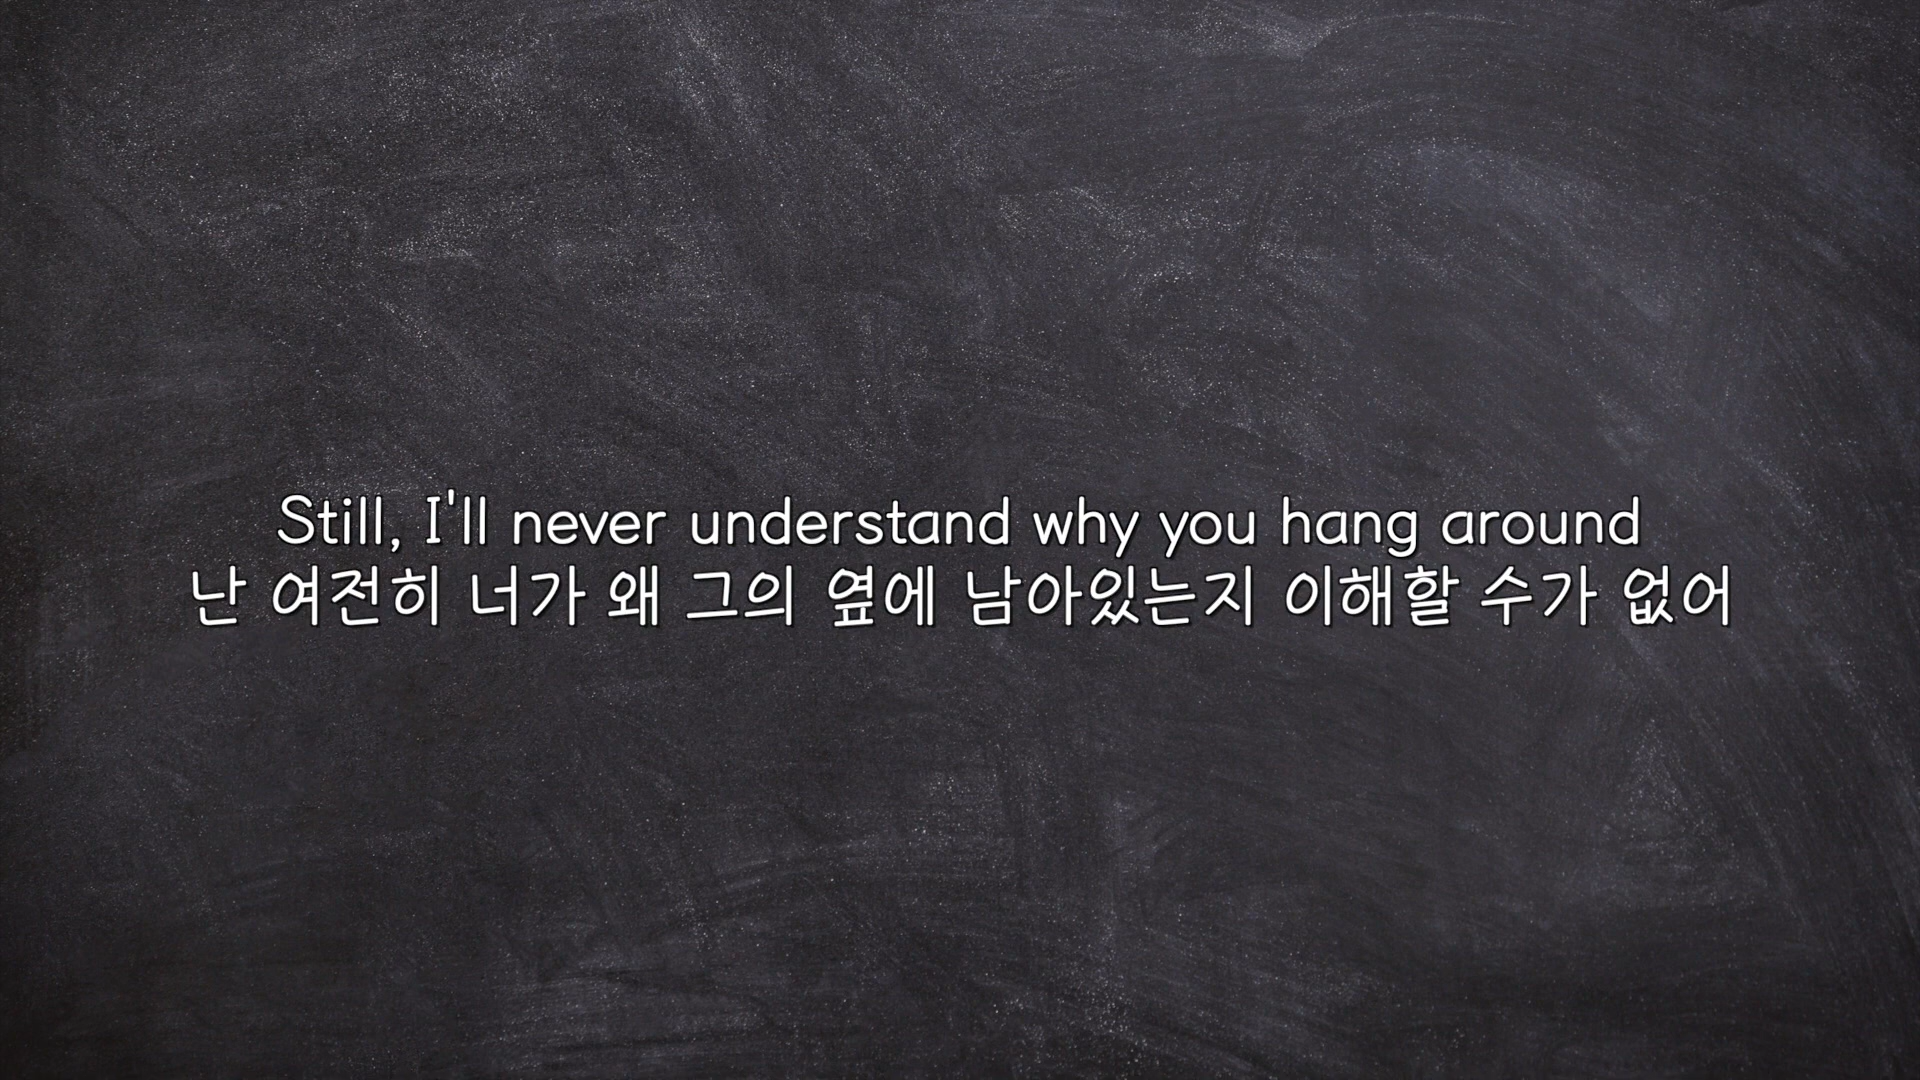 Still, I'll never understand why you hang around
난 여전히 너가 왜 그의 옆에 남아있는지 이해할 수가 없어